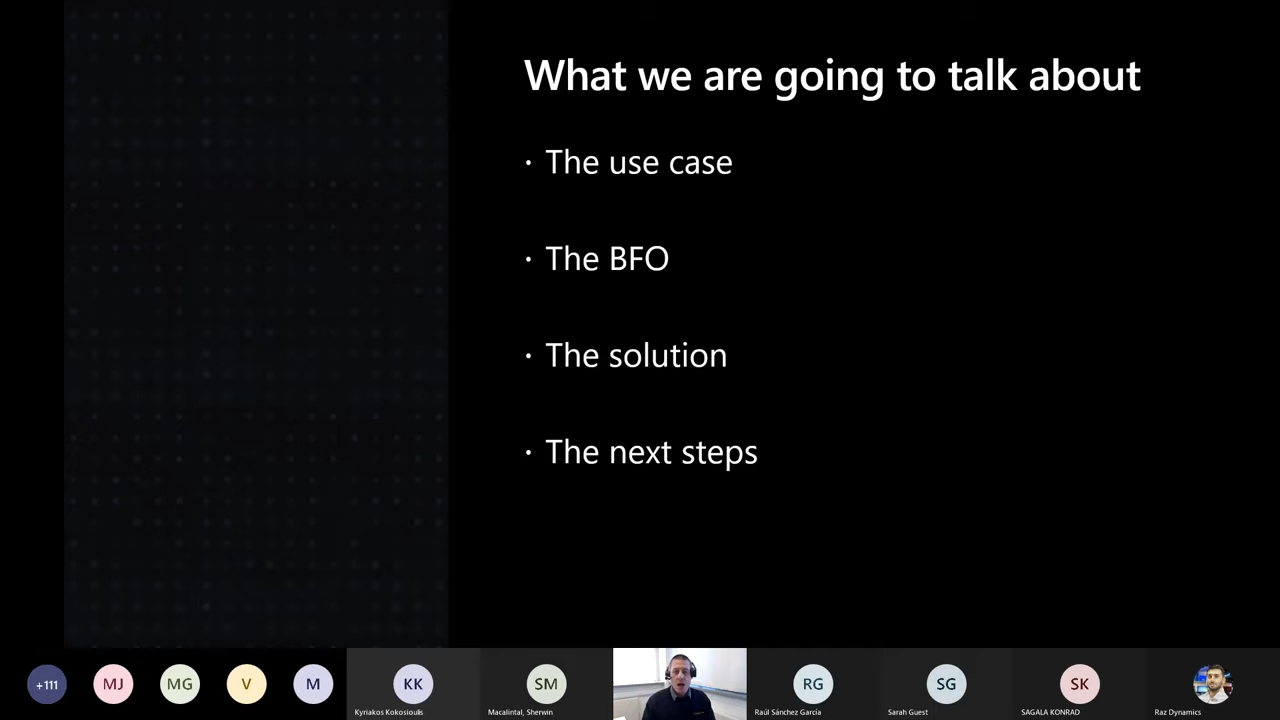 What we are going to talk about
· The use case
· The BFO
· The solution
· The next steps
+111
MJ
MG
V
M
KK
Kyriakos Kokosioulis
SM
Macalintal, Sherwin
RG
Raúl Sánchez García
SG
Sarah Guest
SK
SAGALA KONRAD
Raz Dynamics